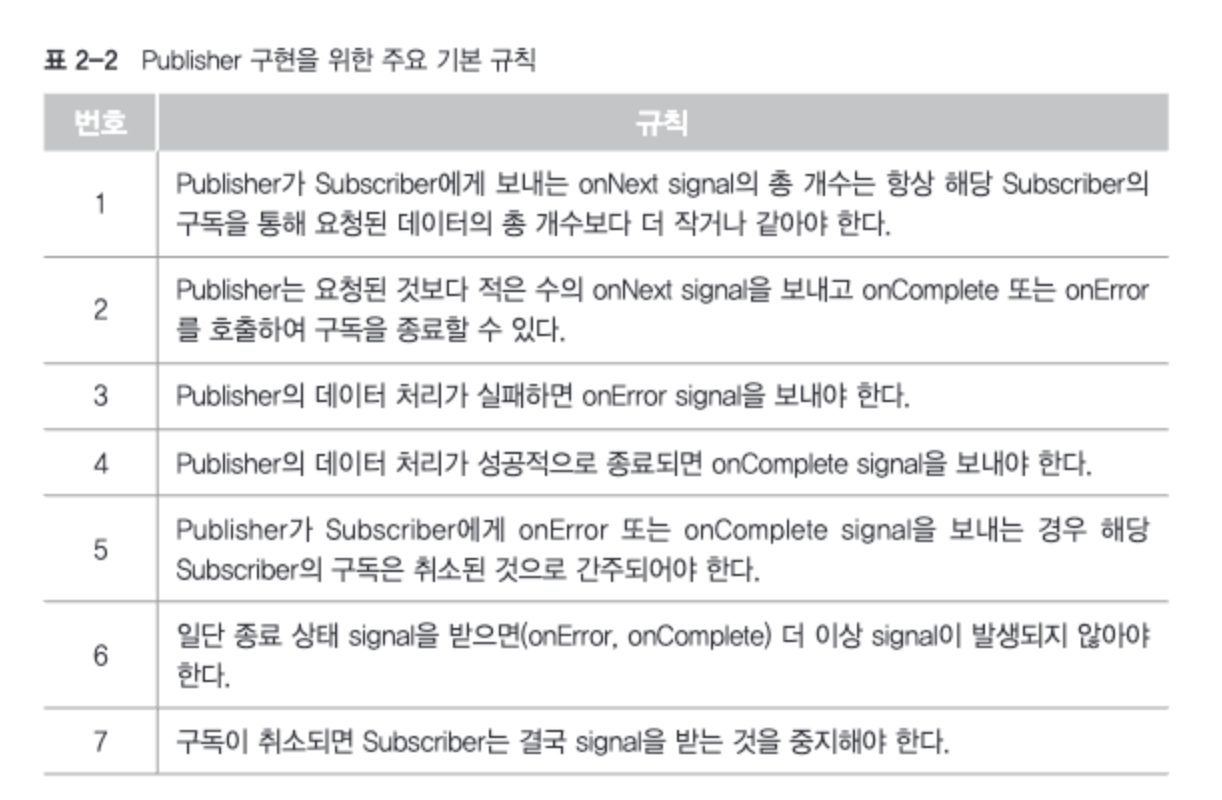 표 2-2 Publisher 구현을 위한 주요 기본 규칙
번호 규칙
1 Publisher가 Subscriber에게 보내는 onNext signal의 총 개수는 항상 해당 Subscriber의
구독을 통해 요청된 데이터의 총 개수보다 더 작거나 같아야 한다.
2 Publisher는 요청된 것보다 적은 수의 onNext signal을 보내고 onComplete 또는 onError
를 호출하여 구독을 종료할 수 있다.
3 Publisher의 데이터 처리가 실패하면 onError signal을 보내야 한다.
4 Publisher의 데이터 처리가 성공적으로 종료되면 onComplete signal을 보내야 한다.
5 Publisher가 Subscriber에게 onError 또는 onComplete signal을 보내는 경우 해당
Subscriber의 구독은 취소된 것으로 간주되어야 한다.
6 일단 종료 상태 signal을 받으면(onError, onComplete) 더 이상 signal이 발생되지 않아야
한다.
7 구독이 취소되면 Subscriber는 결국 signal을 받는 것을 중지해야 한다.